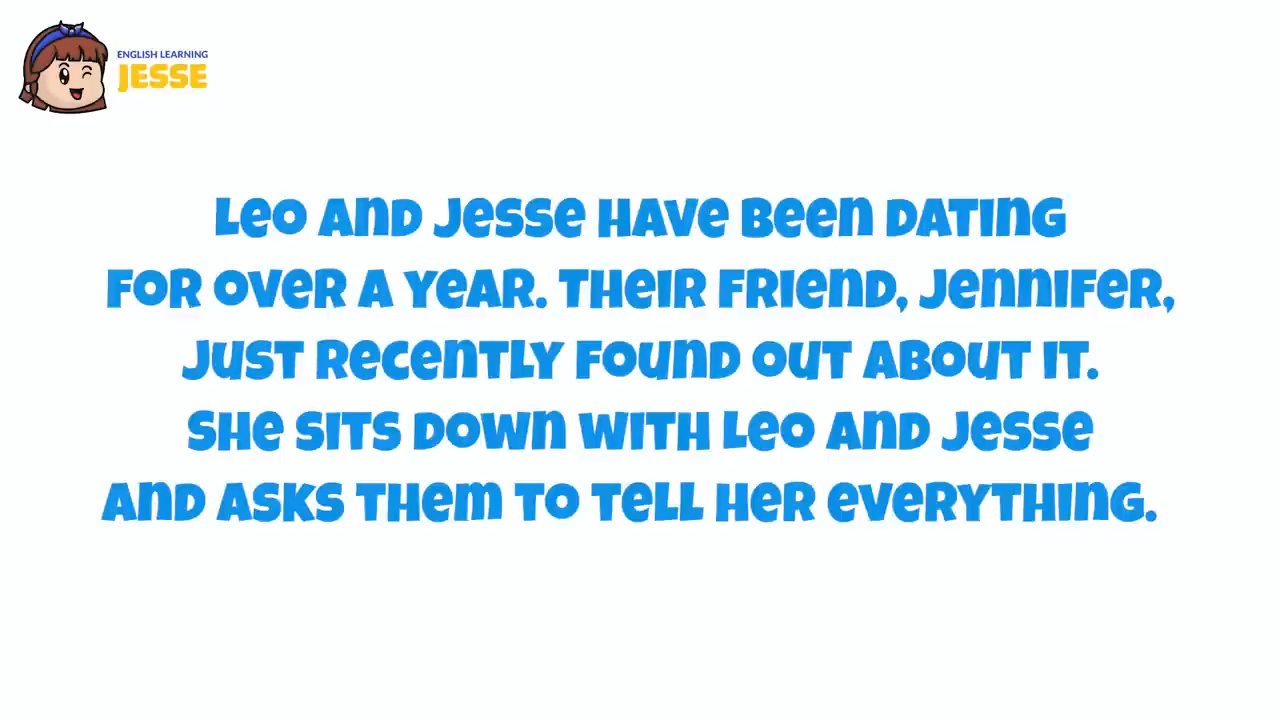 ENGLISH LEARNING
JESSE
Leo and Jesse have been dating
for over a year. Their friend, Jennifer,
just recently found out about it.
She sits down with Leo and Jesse
and asks them to tell her everything.